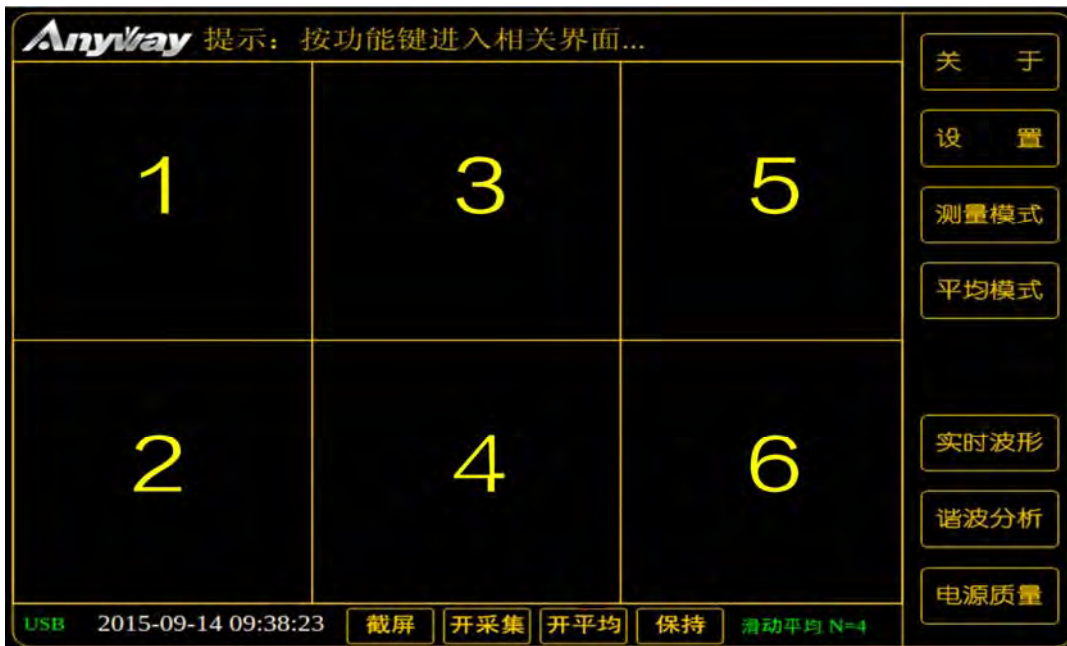 Anyway 提示：按功能键进入相关界面...
1 3 5
2 4 6
USB 2015-09-14 09:38:23 截屏 开采集 开平均 保持 滑动平均 N=4
关 于
设 置
测量模式
平均模式
实时波形
谐波分析
电源质量